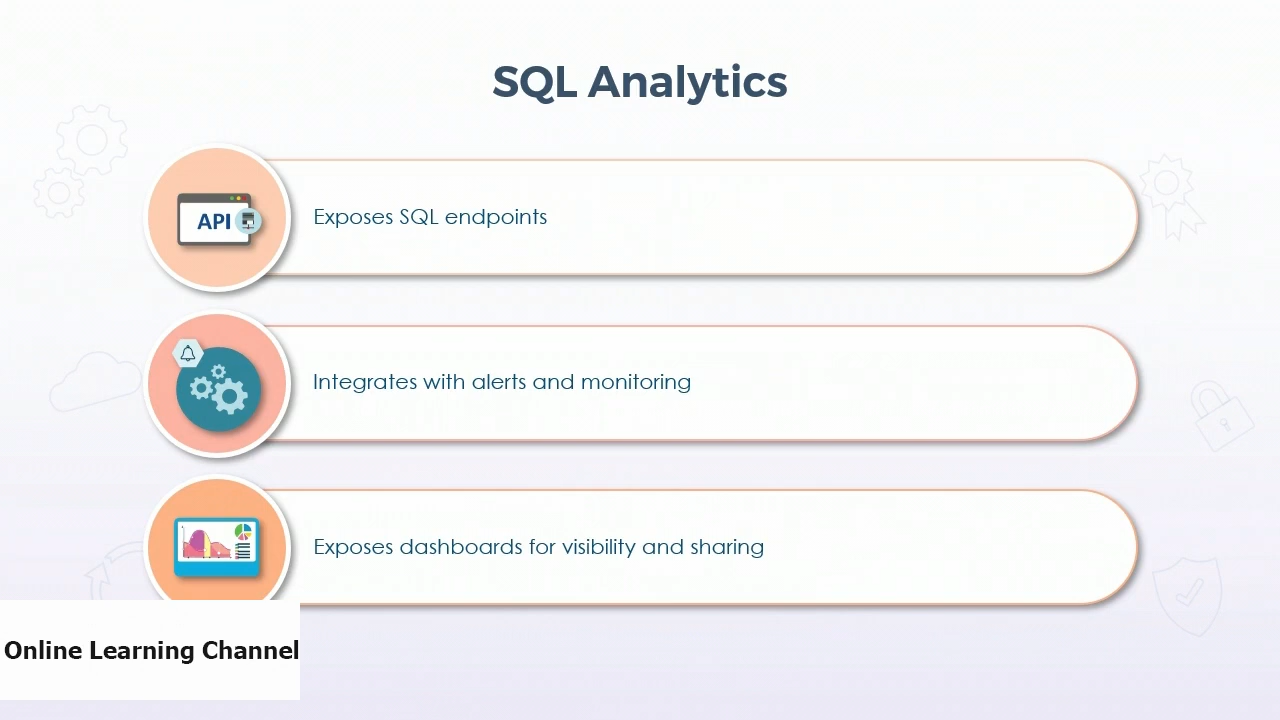 SQL Analytics
API
Exposes SQL endpoints
Integrates with alerts and monitoring
Exposes dashboards for visibility and sharing
Online Learning Channel